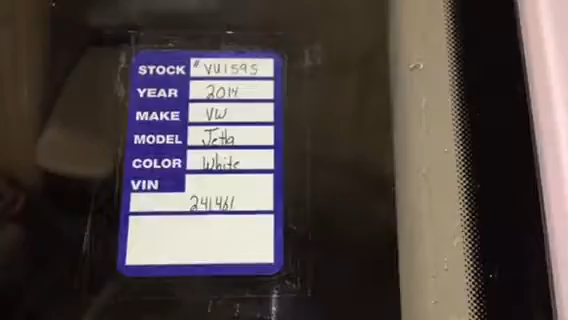 STOCK # VU1595
YEAR 2014
MAKE VW
MODEL Jetta
COLOR White
VIN
241461